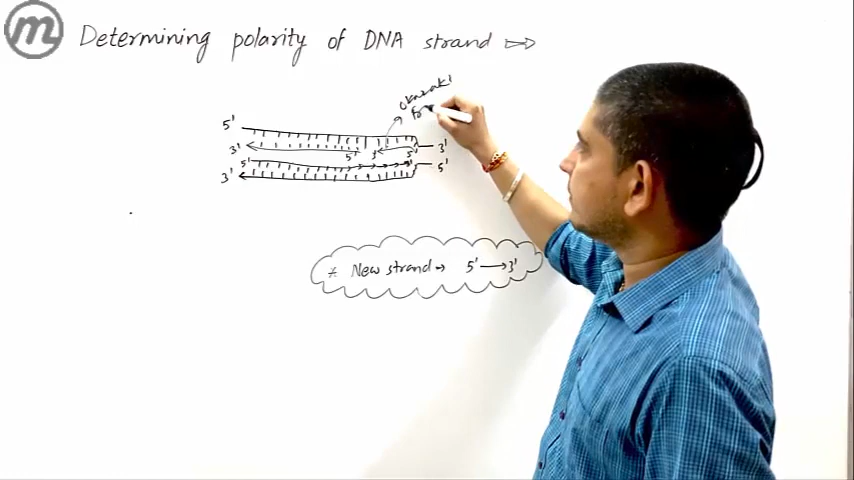 m
Determining polarity of DNA strand
Okazaki
5'
3' 5' 3' 5' 3'
5' 3' 5'
3'
* New strand → 5' → 3'